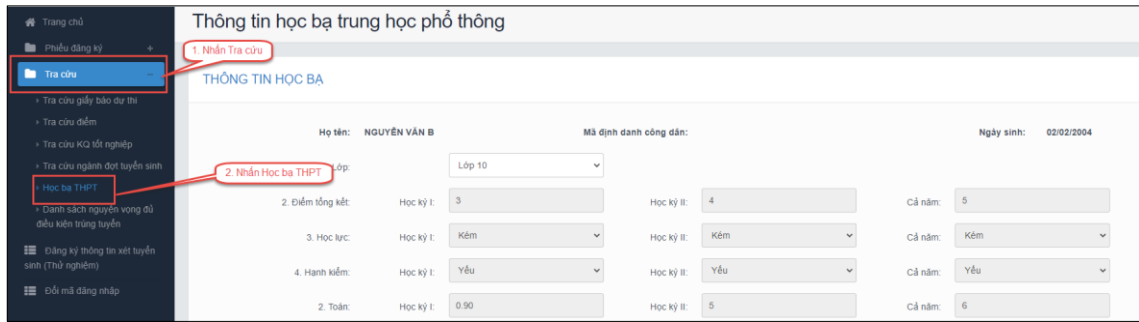 Trang chủ
Phiếu đăng ký +
Tra cứu −
Tra cứu giấy báo dự thi
Tra cứu điểm
Tra cứu KQ tốt nghiệp
Tra cứu ngành đợt tuyển sinh
Học bạ THPT
Danh sách nguyện vọng đủ
điều kiện trúng tuyển
Đăng ký thông tin xét tuyển
sinh (Thử nghiệm)
Đổi mã đăng nhập
1. Nhấn Tra cứu
2. Nhấn Học bạ THPT
Thông tin học bạ trung học phổ thông
THÔNG TIN HỌC BẠ
Họ tên: NGUYỄN VĂN B Mã định danh công dân: Ngày sinh: 02/02/2004
Lớp: Lớp 10
2. Điểm tổng kết: Học kỳ I: 3 Học kỳ II: 4 Cả năm: 5
3. Học lực: Học kỳ I: Kém Học kỳ II: Kém Cả năm: Kém
4. Hạnh kiểm: Học kỳ I: Yếu Học kỳ II: Yếu Cả năm: Yếu
2. Toán: Học kỳ I: 0.90 Học kỳ II: 5 Cả năm: 6